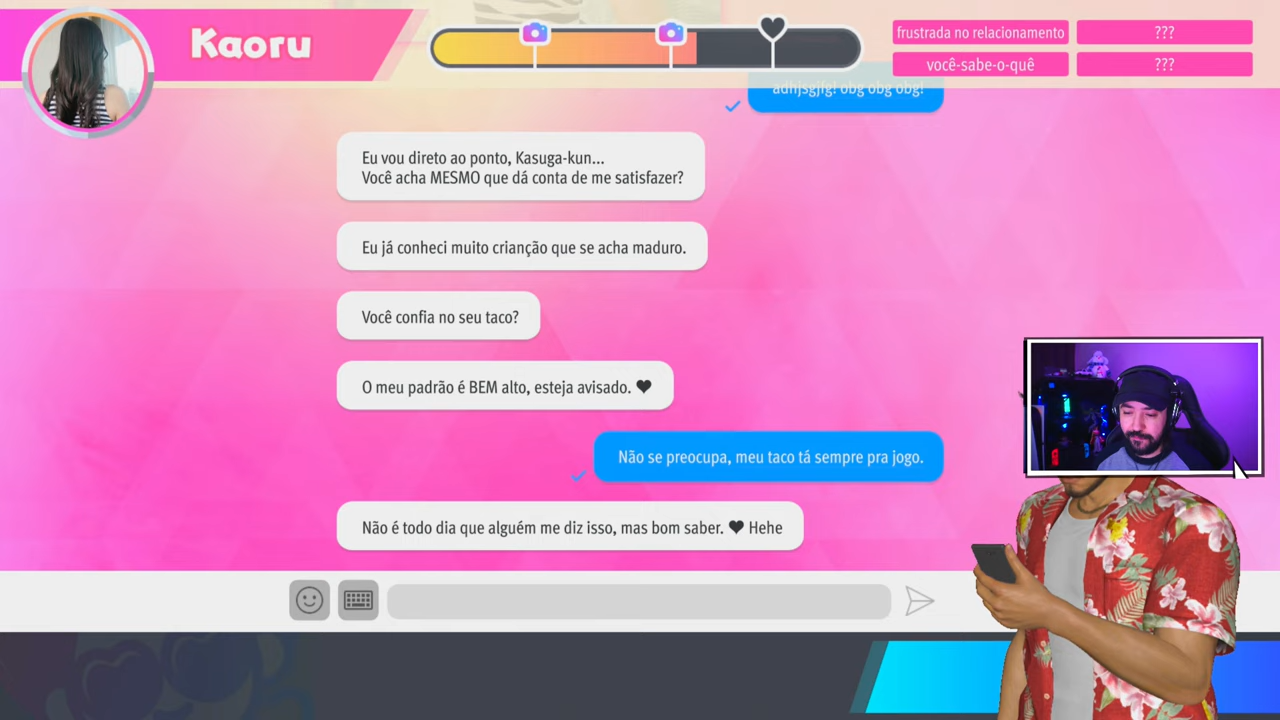 Kaoru
frustrada no relacionamento
???
você-sabe-o-quê
???
obg obg obg!
Eu vou direto ao ponto, Kasuga-kun...
Você acha MESMO que dá conta de me satisfazer?
Eu já conheci muito crianção que se acha maduro.
Você confia no seu taco?
O meu padrão é BEM alto, esteja avisado. ♥
Não se preocupa, meu taco tá sempre pra jogo.
Não é todo dia que alguém me diz isso, mas bom saber. ♥ Hehe